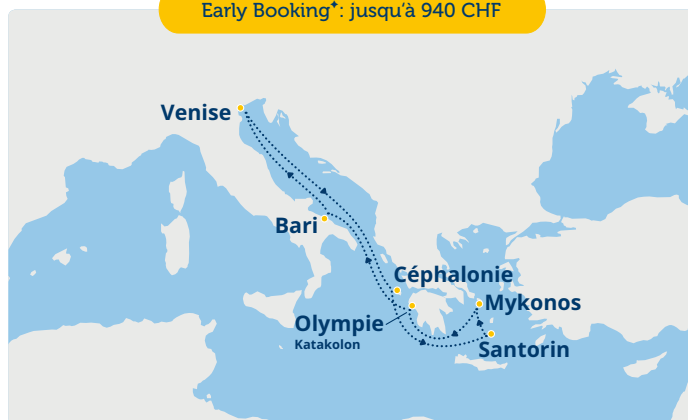 Early Booking✦: jusqu'à 940 CHF
Venise
Bari
Céphalonie
Mykonos
Olympie
Katakolon
Santorin